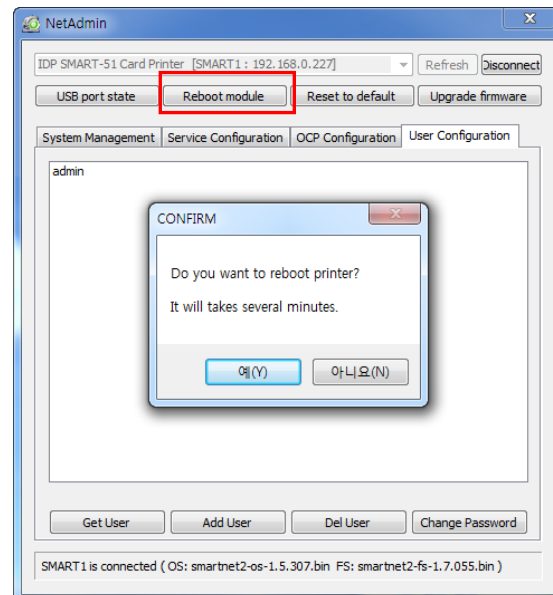 NetAdmin
IDP SMART-51 Card Printer [SMART1 : 192.168.0.227] Refresh Disconnect
USB port state Reboot module Reset to default Upgrade firmware
System Management Service Configuration OCP Configuration User Configuration
admin
CONFIRM
Do you want to reboot printer?
It will takes several minutes.
예(Y) 아니요(N)
Get User Add User Del User Change Password
SMART1 is connected ( OS: smartnet2-os-1.5.307.bin FS: smartnet2-fs-1.7.055.bin )